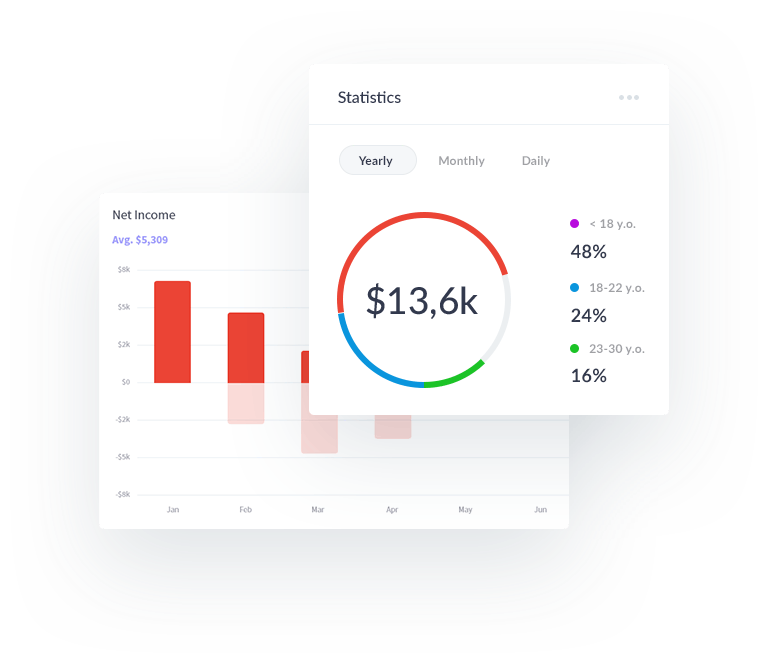 Statistics
Yearly Monthly Daily
$13,6k
< 18 y.o.
48%
18-22 y.o.
24%
23-30 y.o.
16%
Net Income
Avg. $5,309
$8k
$5k
$2k
$0
-$2k
-$5k
-$8k
Jan Feb Mar Apr May Jun